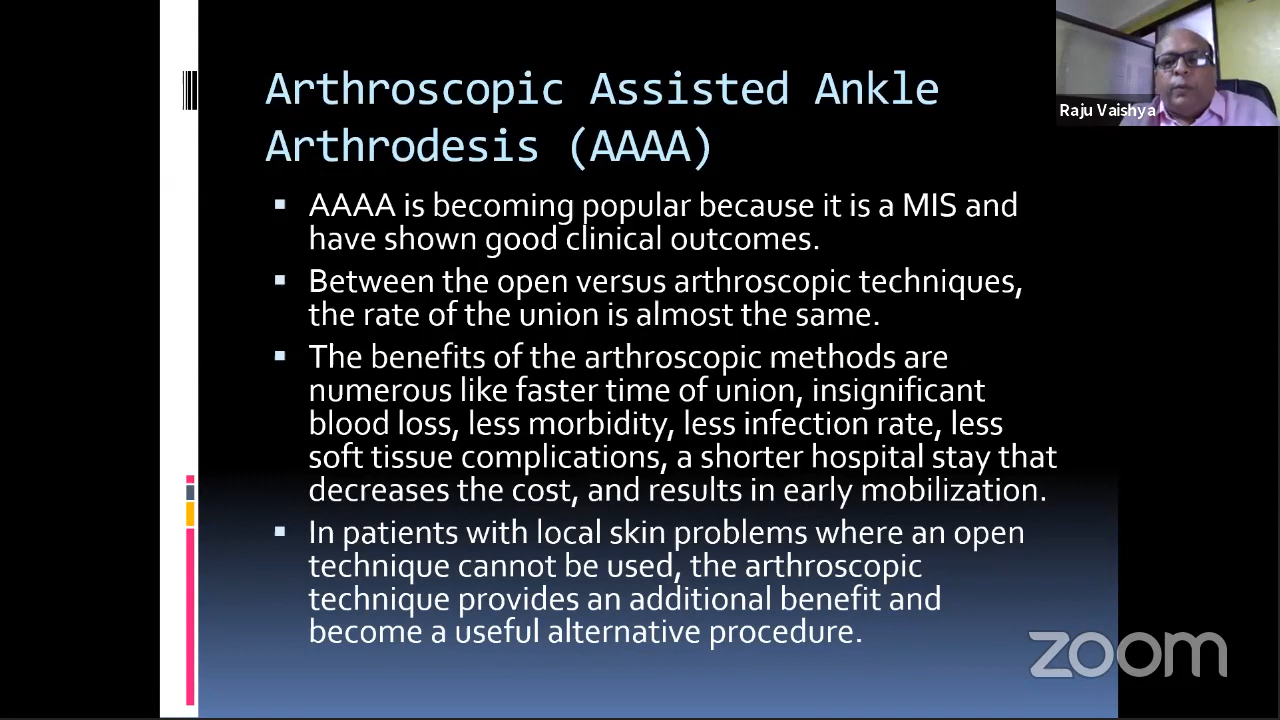 Arthroscopic Assisted Ankle
Arthrodesis (AAAA)
Raju Vaishya
▪ AAAA is becoming popular because it is a MIS and
have shown good clinical outcomes.
▪ Between the open versus arthroscopic techniques,
the rate of the union is almost the same.
▪ The benefits of the arthroscopic methods are
numerous like faster time of union, insignificant
blood loss, less morbidity, less infection rate, less
soft tissue complications, a shorter hospital stay that
decreases the cost, and results in early mobilization.
▪ In patients with local skin problems where an open
technique cannot be used, the arthroscopic
technique provides an additional benefit and
become a useful alternative procedure.
zoom